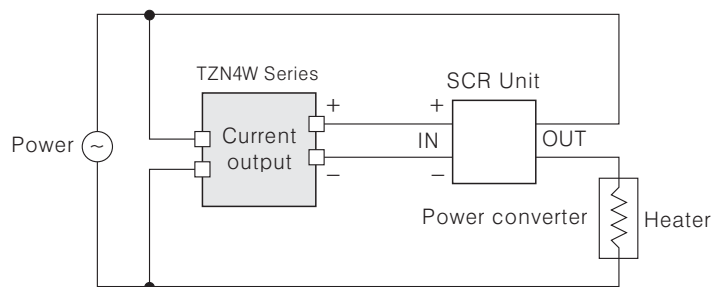 TZN4W Series
SCR Unit
+
+
Power
~
Current
output
IN
OUT
−
−
Power converter
Heater